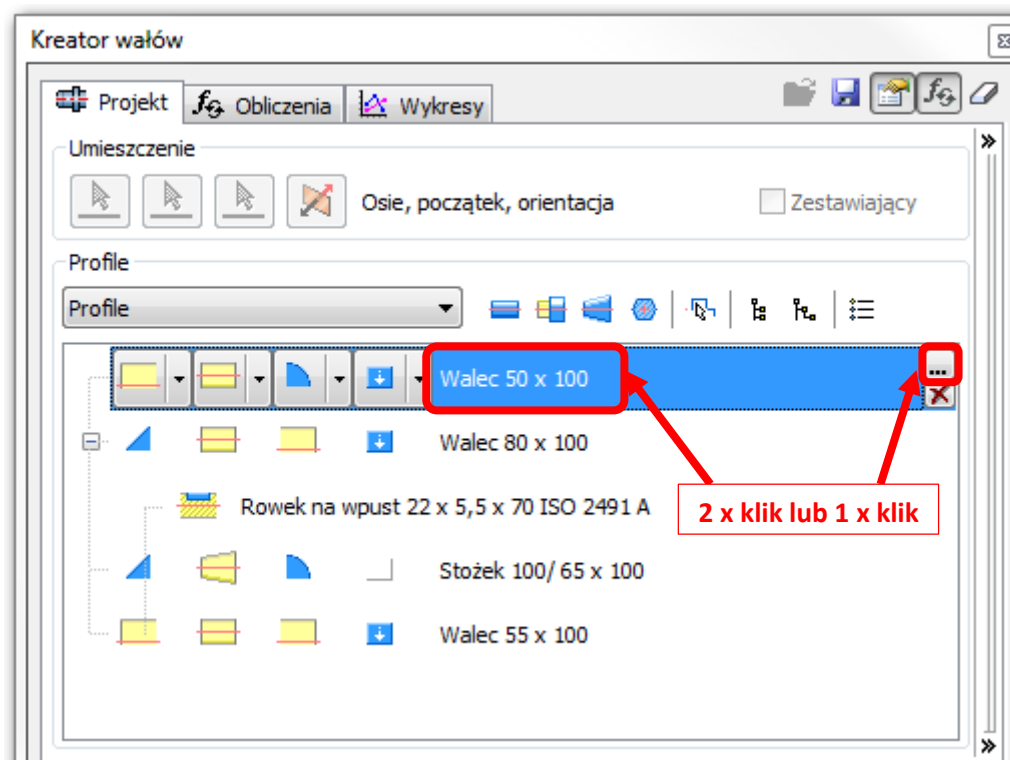 Kreator wałów
Projekt Obliczenia Wykresy
Umieszczenie
Osie, początek, orientacja Zestawiający
Profile
Profile
Walec 50 x 100 ...
Walec 80 x 100
Rowek na wpust 22 x 5,5 x 70 ISO 2491 A
2 x klik lub 1 x klik
Stożek 100/ 65 x 100
Walec 55 x 100